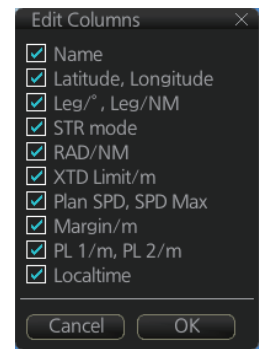 Edit Columns
Name
Latitude, Longitude
Leg/°, Leg/NM
STR mode
RAD/NM
XTD Limit/m
Plan SPD, SPD Max
Margin/m
PL 1/m, PL 2/m
Localtime
Cancel OK